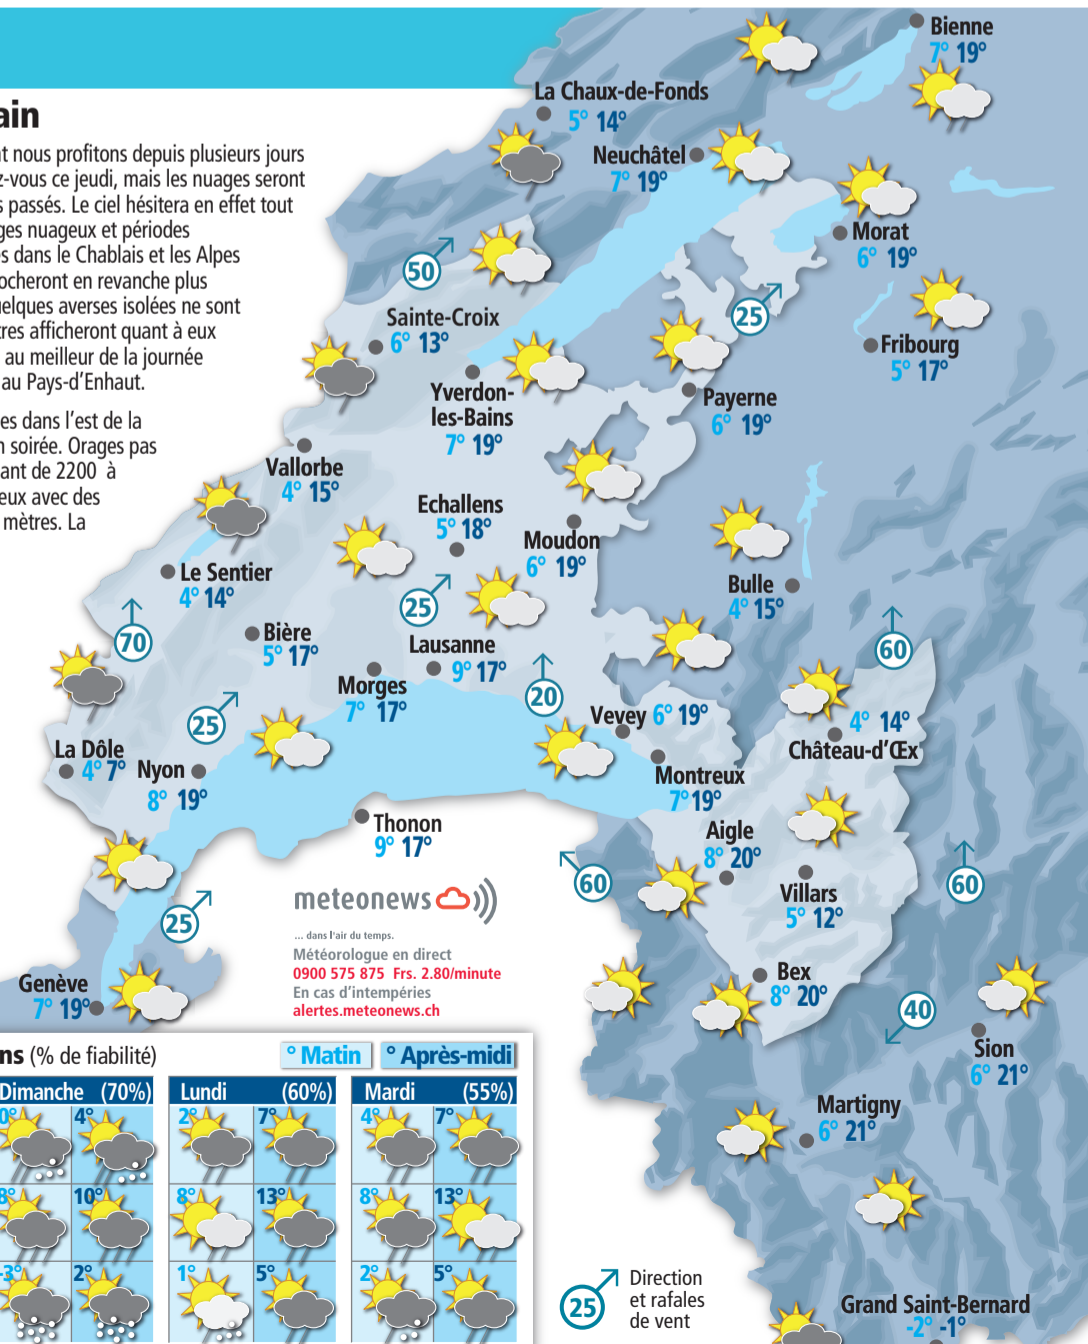 ain
t nous profitons depuis plusieurs jours
z-vous ce jeudi, mais les nuages seront
s passés. Le ciel hésitera en effet tout
ges nuageux et périodes
es dans le Chablais et les Alpes
ocheront en revanche plus
uelques averses isolées ne sont
tres afficheront quant à eux
au meilleur de la journée
au Pays-d'Enhaut.
es dans l'est de la
n soirée. Orages pas
ant de 2200 à
eux avec des
mètres. La
Bienne
7° 19°
La Chaux-de-Fonds
5° 14°
Neuchâtel
7° 19°
Morat
6° 19°
50
25
Sainte-Croix
6° 13°
Fribourg
5° 17°
Yverdon-
les-Bains
7° 19°
Payerne
6° 19°
Vallorbe
4° 15°
Echallens
5° 18°
Moudon
6° 19°
Le Sentier
4° 14°
Bulle
4° 15°
25
70
Bière
5° 17°
Lausanne
9° 17°
60
Morges
7° 17°
20
Vevey 6° 19°
25
4° 14°
Château-d'Œx
La Dôle
4° 7°
Nyon
8° 19°
Montreux
7° 19°
Thonon
9° 17°
Aigle
8° 20°
60
60
Villars
5° 12°
25
meteonews
... dans l'air du temps.
Météorologue en direct
0900 575 875 Frs. 2.80/minute
En cas d'intempéries
alertes.meteonews.ch
Genève
7° 19°
Bex
8° 20°
40
Sion
6° 21°
Martigny
6° 21°
ns (% de fiabilité)
° Matin ° Après-midi
Dimanche (70%) Lundi (60%) Mardi (55%)
0° 4° 2° 7° 4° 7°
8° 10° 8° 13° 8° 13°
-3° 2° 1° 5° 2° 5°
25
Direction
et rafales
de vent
Grand Saint-Bernard
-2° -1°